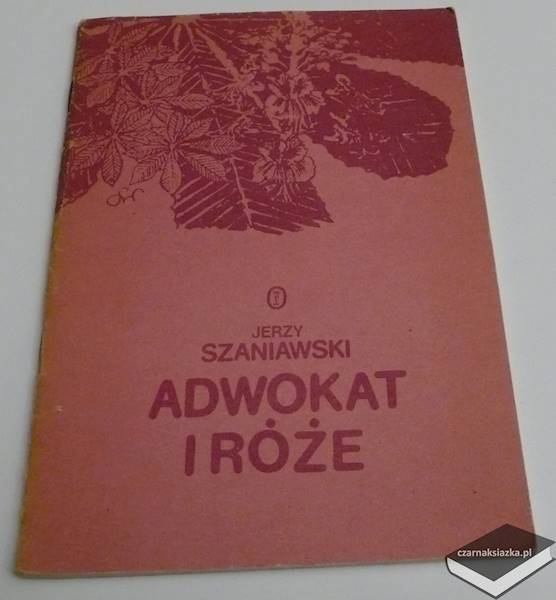 JERZY
SZANIAWSKI
ADWOKAT
I RÓŻE
czarnaksiazka.pl